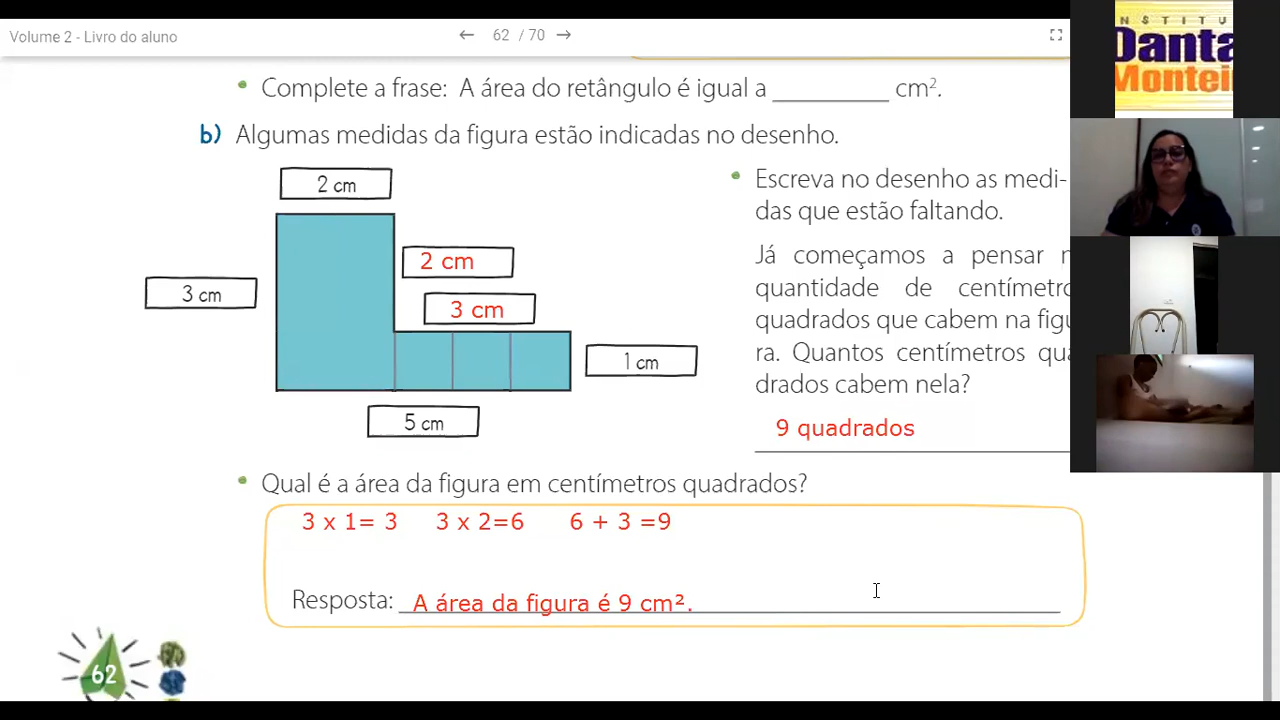 Volume 2 - Livro do aluno
62 / 70
• Complete a frase: A área do retângulo é igual a ________ cm².
b) Algumas medidas da figura estão indicadas no desenho.
2 cm
2 cm
3 cm
3 cm
1 cm
5 cm
• Escreva no desenho as medi-
das que estão faltando.
Já começamos a pensar
quantidade de
quadrados que cabem na
ra. Quantos centímetros
drados cabem nela?
9 quadrados
• Qual é a área da figura em centímetros quadrados?
3 x 1= 3 3 x 2=6 6 + 3 =9
Resposta: A área da figura é 9 cm².
62
NSTITU
Danta
Montei